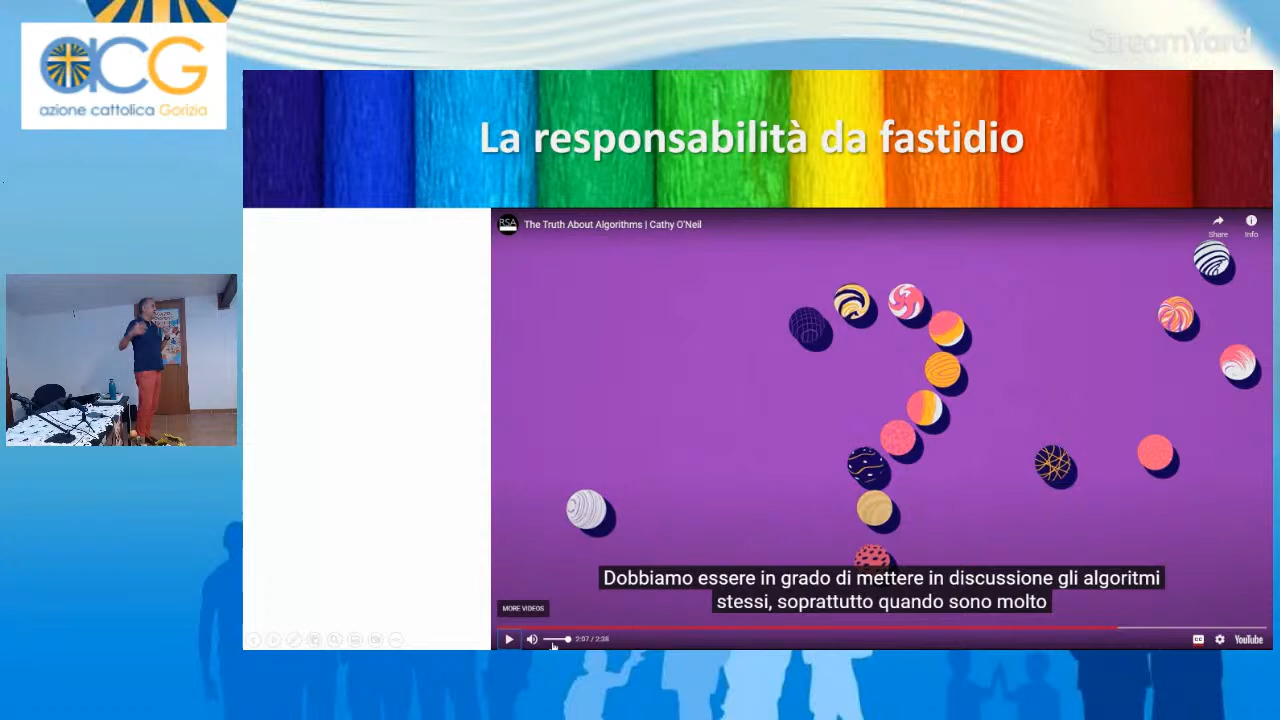 StreamYard
aCG
azione cattolica Gorizia
La responsabilità da fastidio
RSA
The Truth About Algorithms | Cathy O'Neil
Share
Info
Dobbiamo essere in grado di mettere in discussione gli algoritmi
stessi, soprattutto quando sono molto
MORE VIDEOS
2:07 / 2:38
CC
YouTube